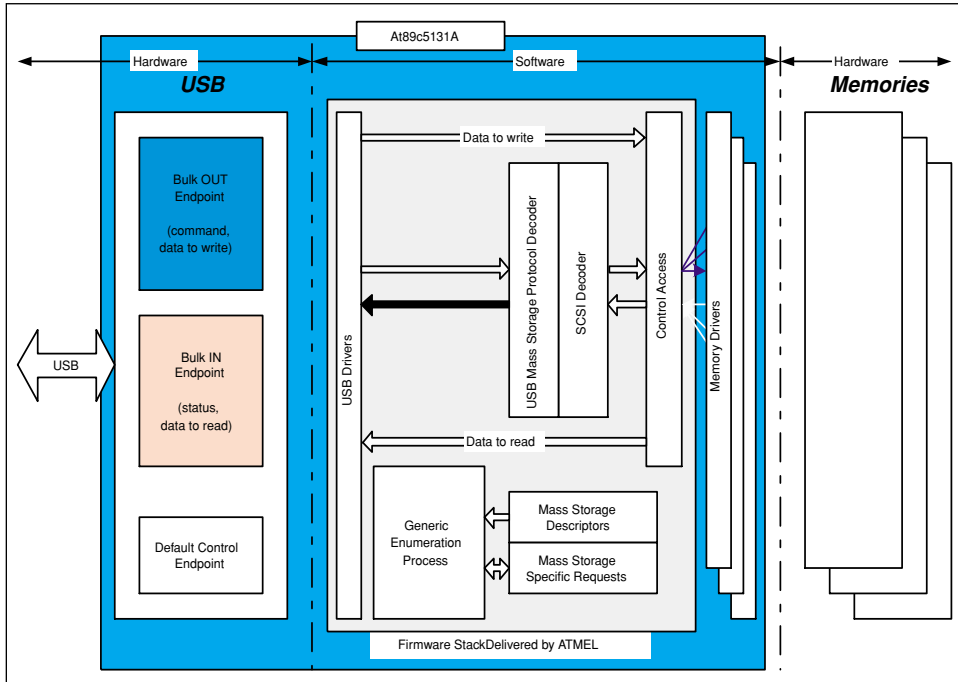 At89c5131A
Hardware
Software
Hardware
USB
Memories
Data to write
Bulk OUT
Endpoint
(command,
data to write)
USB Mass Storage Protocol Decoder
SCSI Decoder
Control Access
Memory Drivers
USB Drivers
USB
Bulk IN
Endpoint
(status,
data to read)
Data to read
Generic
Enumeration
Process
Mass Storage
Descriptors
Mass Storage
Specific Requests
Default Control
Endpoint
Firmware StackDelivered by ATMEL